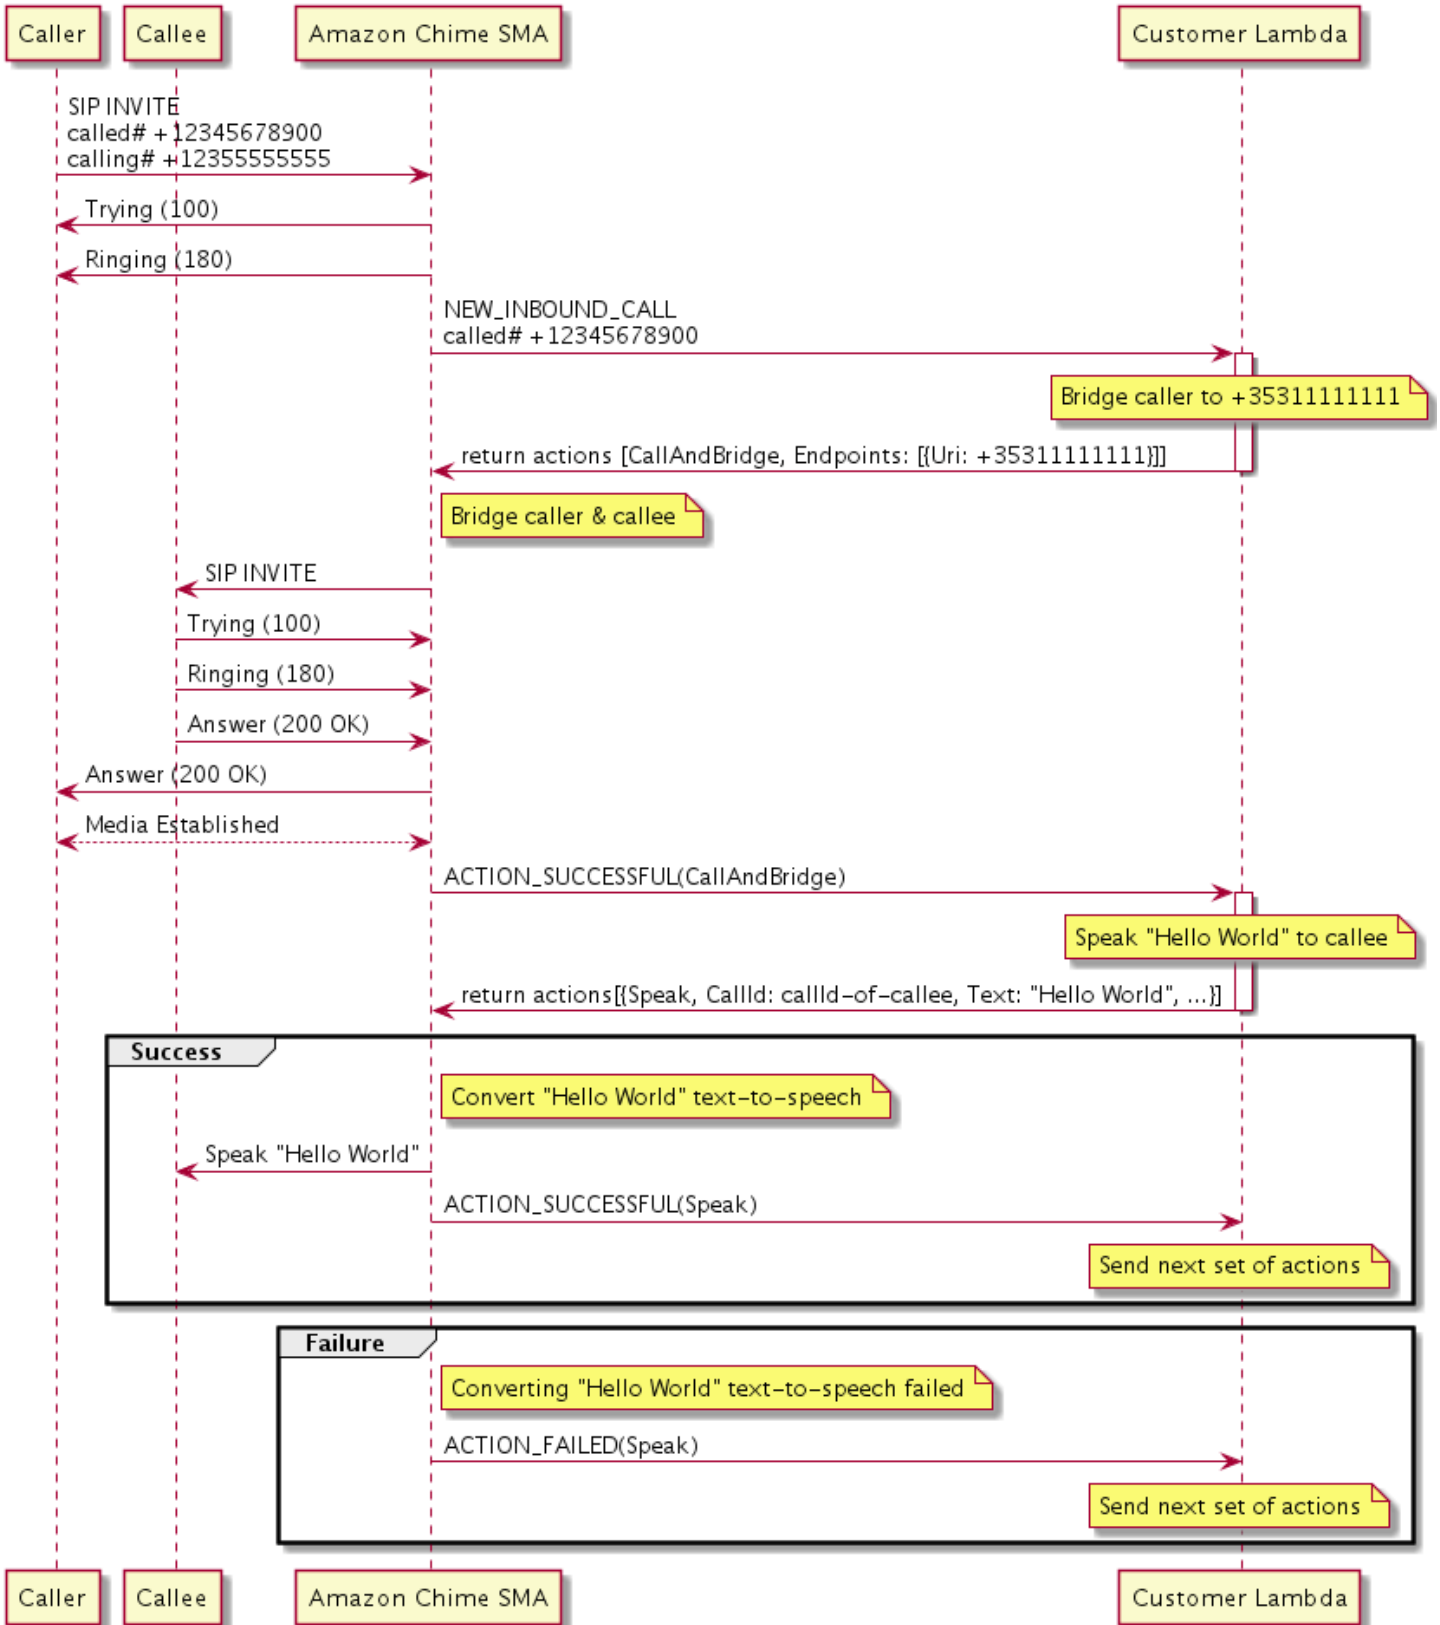 Caller
Callee
Amazon Chime SMA
Customer Lambda
SIP INVITE
called# +12345678900
calling# +12355555555
Trying (100)
Ringing (180)
NEW_INBOUND_CALL
called# +12345678900
Bridge caller to +35311111111
return actions [CallAndBridge, Endpoints: [{Uri: +35311111111}]]
Bridge caller & callee
SIP INVITE
Trying (100)
Ringing (180)
Answer (200 OK)
Answer (200 OK)
Media Established
ACTION_SUCCESSFUL(CallAndBridge)
Speak "Hello World" to callee
return actions[{Speak, CallId: callId-of-callee, Text: "Hello World", ...}]
Success
Convert "Hello World" text-to-speech
Speak "Hello World"
ACTION_SUCCESSFUL(Speak)
Send next set of actions
Failure
Converting "Hello World" text-to-speech failed
ACTION_FAILED(Speak)
Send next set of actions
Caller
Callee
Amazon Chime SMA
Customer Lambda